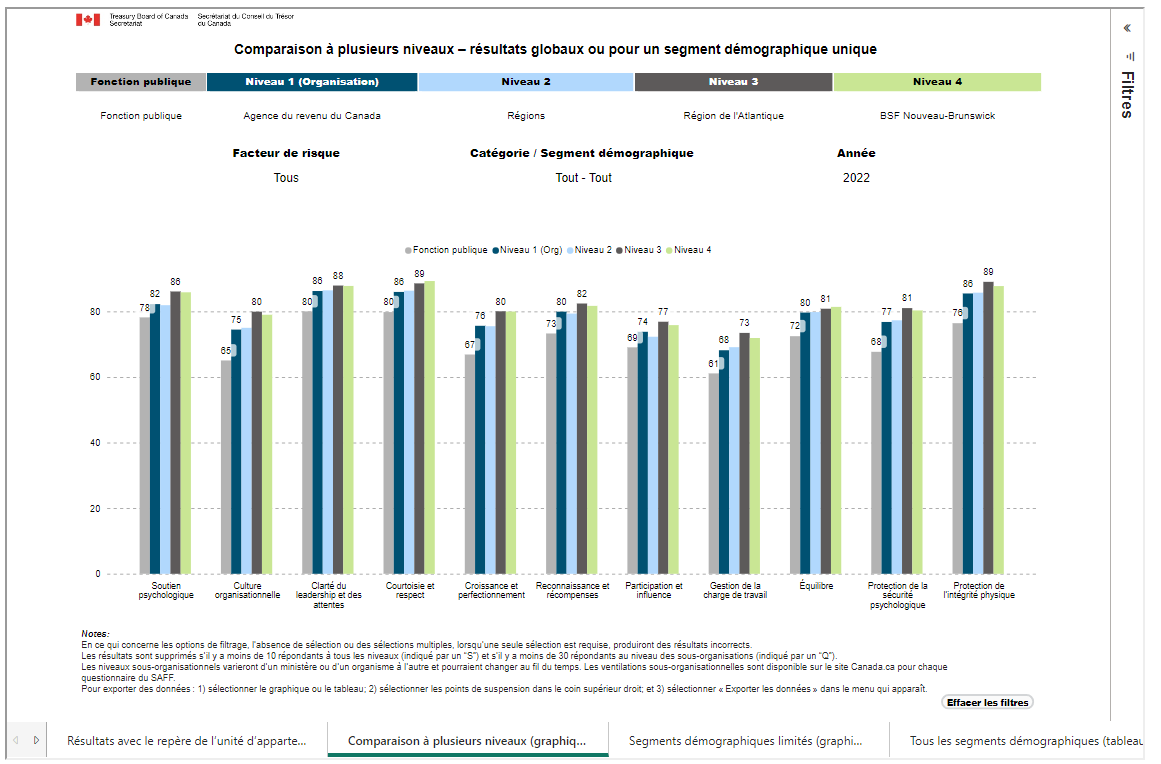 Treasury Board of Canada Secrétariat du Conseil du Trésor
Secretariat du Canada
Comparaison à plusieurs niveaux – résultats globaux ou pour un segment démographique unique
Fonction publique Niveau 1 (Organisation) Niveau 2 Niveau 3 Niveau 4
Fonction publique Agence du revenu du Canada Régions Région de l'Atlantique BSF Nouveau-Brunswick
Facteur de risque Catégorie / Segment démographique Année
Tous Tout - Tout 2022
Filtres
Fonction publique Niveau 1 (Org) Niveau 2 Niveau 3 Niveau 4
78 82 86
65 75 80
80 86 88
80 86 89
67 76 80
73 80 82
69 74 77
61 68 73
72 80 81
68 77 81
76 86 89
80
60
40
20
0
Soutien psychologique
Culture organisationnelle
Clarté du leadership et des attentes
Courtoisie et respect
Croissance et perfectionnement
Reconnaissance et récompenses
Participation et influence
Gestion de la charge de travail
Équilibre
Protection de la sécurité psychologique
Protection de l'intégrité physique
Notes:
En ce qui concerne les options de filtrage, l'absence de sélection ou des sélections multiples, lorsqu'une seule sélection est requise, produiront des résultats incorrects.
Les résultats sont supprimés s'il y a moins de 10 répondants à tous les niveaux (indiqué par un "S") et s'il y a moins de 30 répondants au niveau des sous-organisations (indiqué par un "Q").
Les niveaux sous-organisationnels varieront d'un ministère ou d'un organisme à l'autre et pourraient changer au fil du temps. Les ventilations sous-organisationnelles sont disponible sur le site Canada.ca pour chaque
questionnaire du SAFF.
Pour exporter des données : 1) sélectionner le graphique ou le tableau; 2) sélectionner les points de suspension dans le coin supérieur droit; et 3) sélectionner « Exporter les données » dans le menu qui apparaît.
Effacer les filtres
Résultats avec le repère de l'unité d'apparte... Comparaison à plusieurs niveaux (graphiq... Segments démographiques limités (graphi... Tous les segments démographiques (tableau